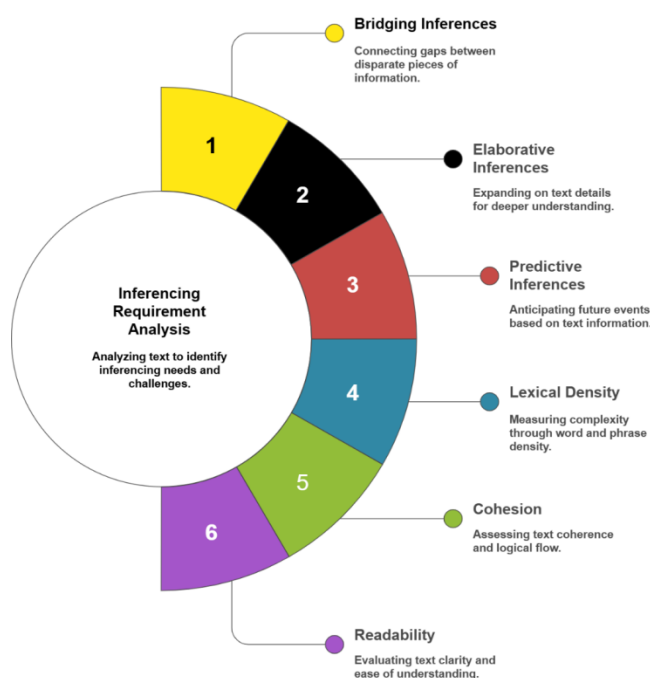 Bridging Inferences
Connecting gaps between
disparate pieces of
information.
1
Elaborative
Inferences
Expanding on text details
for deeper understanding.
2
Predictive
Inferences
Anticipating future events
based on text information.
3
Inferencing
Requirement
Analysis
Analyzing text to identify
inferencing needs and
challenges.
Lexical Density
Measuring complexity
through word and phrase
density.
4
Cohesion
Assessing text coherence
and logical flow.
5
Readability
Evaluating text clarity and
ease of understanding.
6